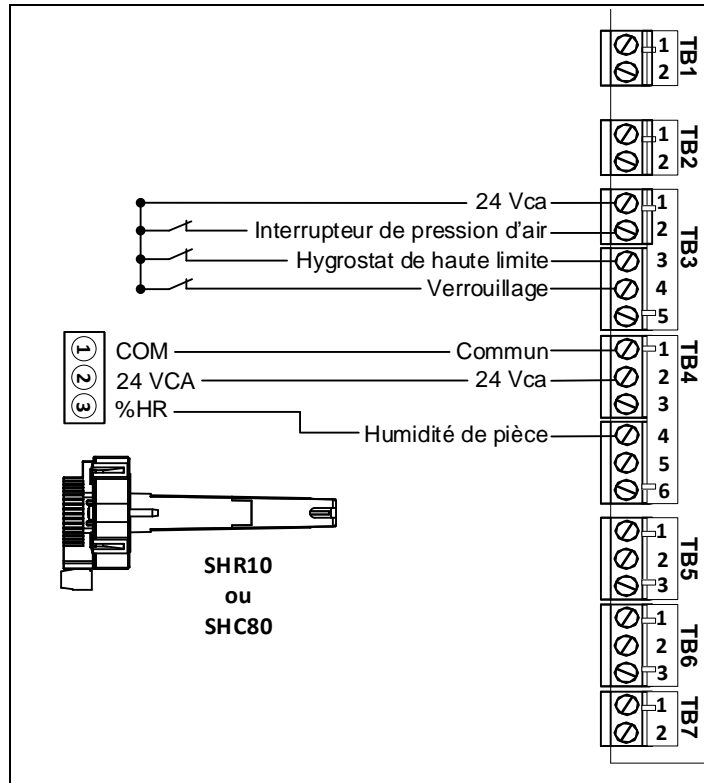 1
2
TB1
1
2
TB2
24 Vca
1
Interrupteur de pression d'air
2
Hygrostat de haute limite
3
Verrouillage
4
5
TB3
1 COM
Commun
1
2 24 VCA
24 Vca
2
3 %HR
3
Humidité de pièce
4
5
6
TB4
SHR10
ou
SHC80
1
2
3
TB5
1
2
3
TB6
1
2
TB7